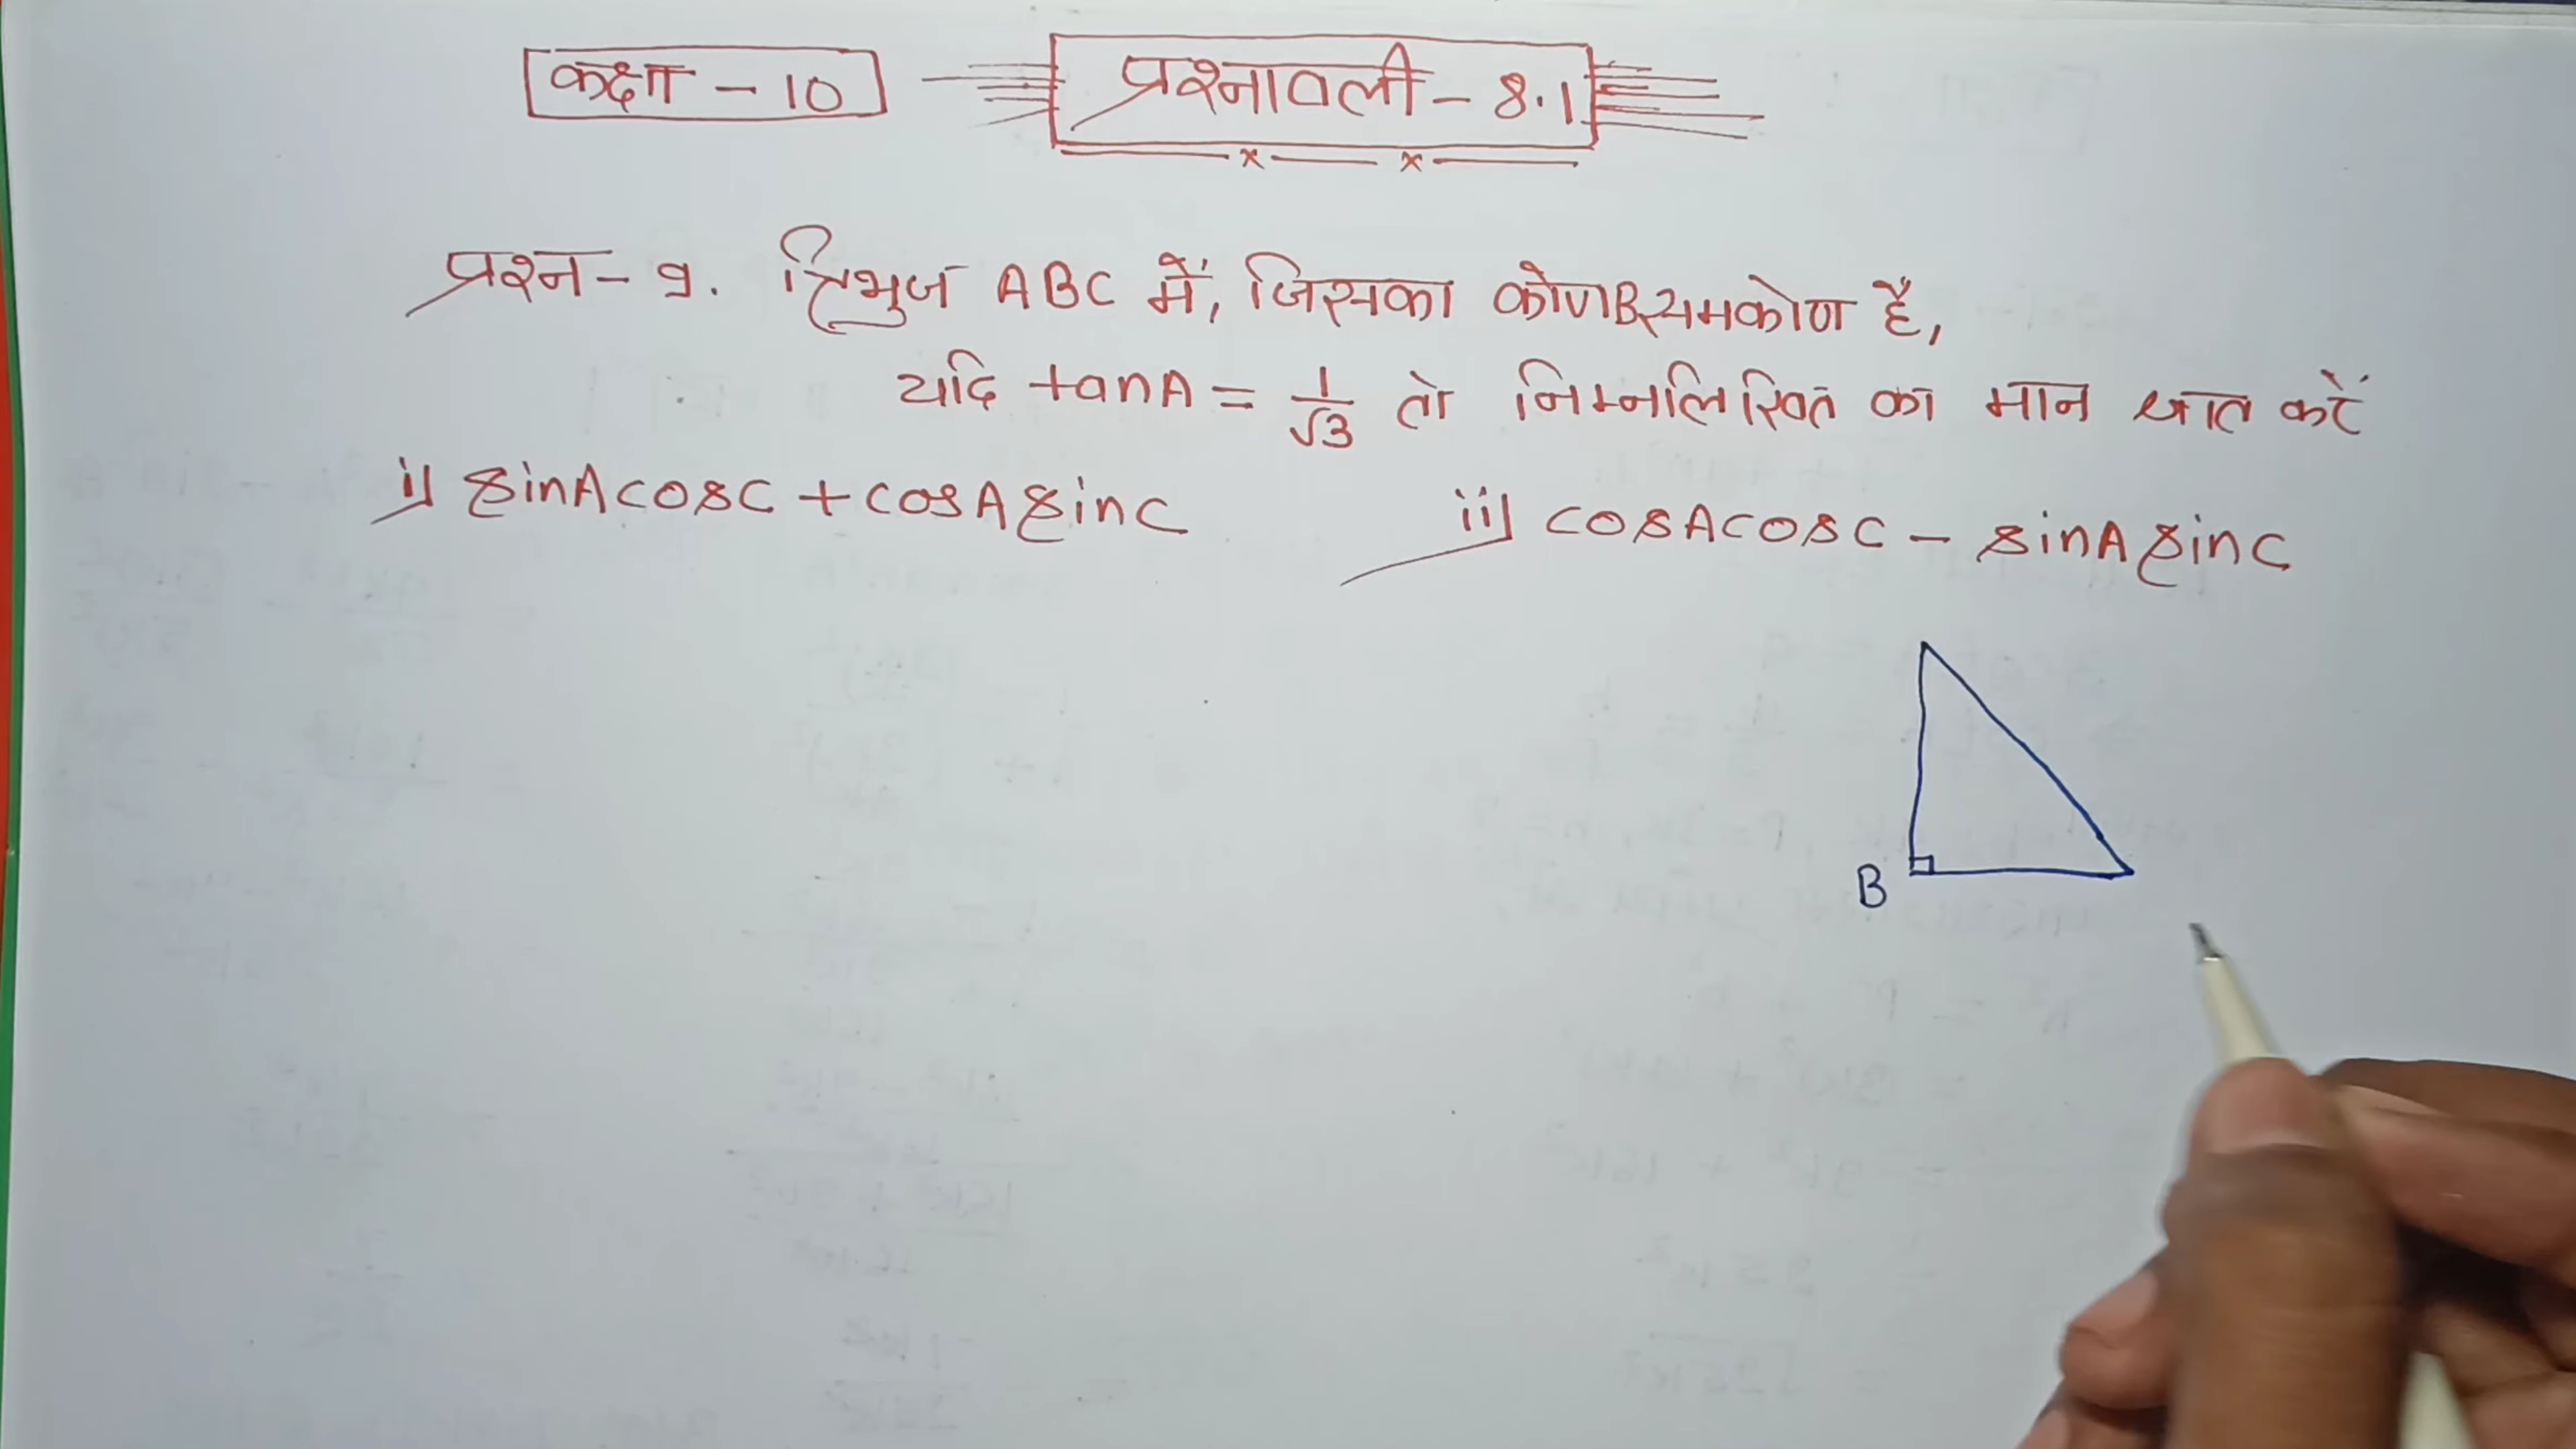 कक्षा - 10
प्रश्नावली - 8.1
प्रश्न - 9. त्रिभुज ABC में, जिसका कोण B समकोण है,
यदि tanA = 1/√3 तो निम्नलिखित का मान ज्ञात करें
i) sinA cosC + cosA sinC
ii) cosA cosC - sinA sinC
B